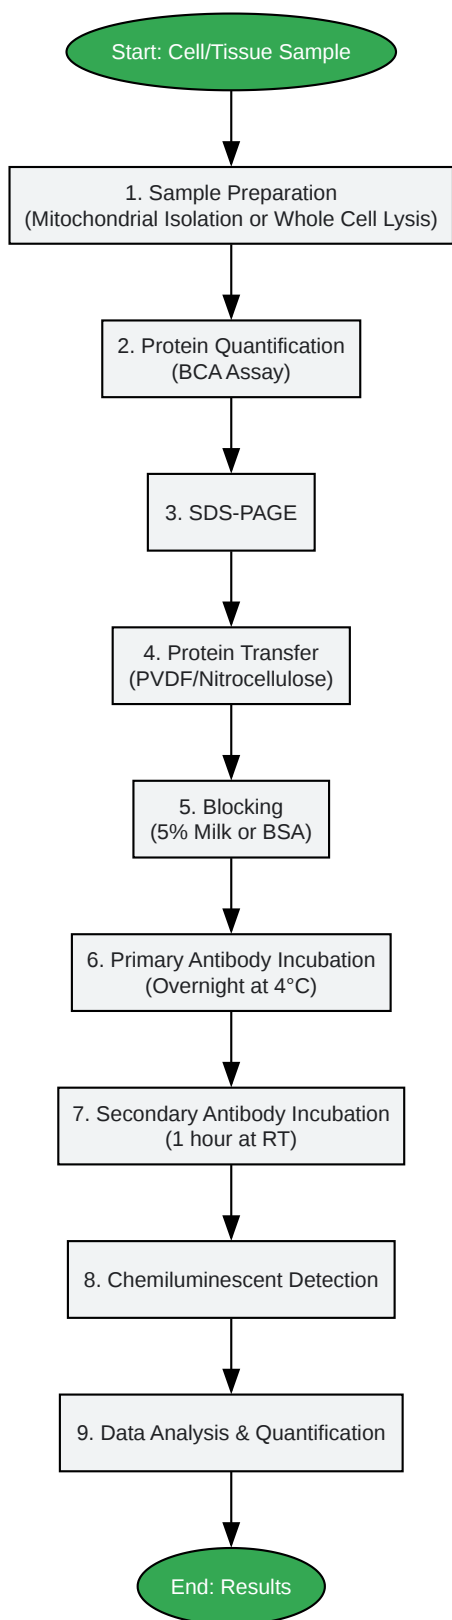 Start: Cell/Tissue Sample
1. Sample Preparation
(Mitochondrial Isolation or Whole Cell Lysis)
2. Protein Quantification
(BCA Assay)
3. SDS-PAGE
4. Protein Transfer
(PVDF/Nitrocellulose)
5. Blocking
(5% Milk or BSA)
6. Primary Antibody Incubation
(Overnight at 4°C)
7. Secondary Antibody Incubation
(1 hour at RT)
8. Chemiluminescent Detection
9. Data Analysis & Quantification
End: Results